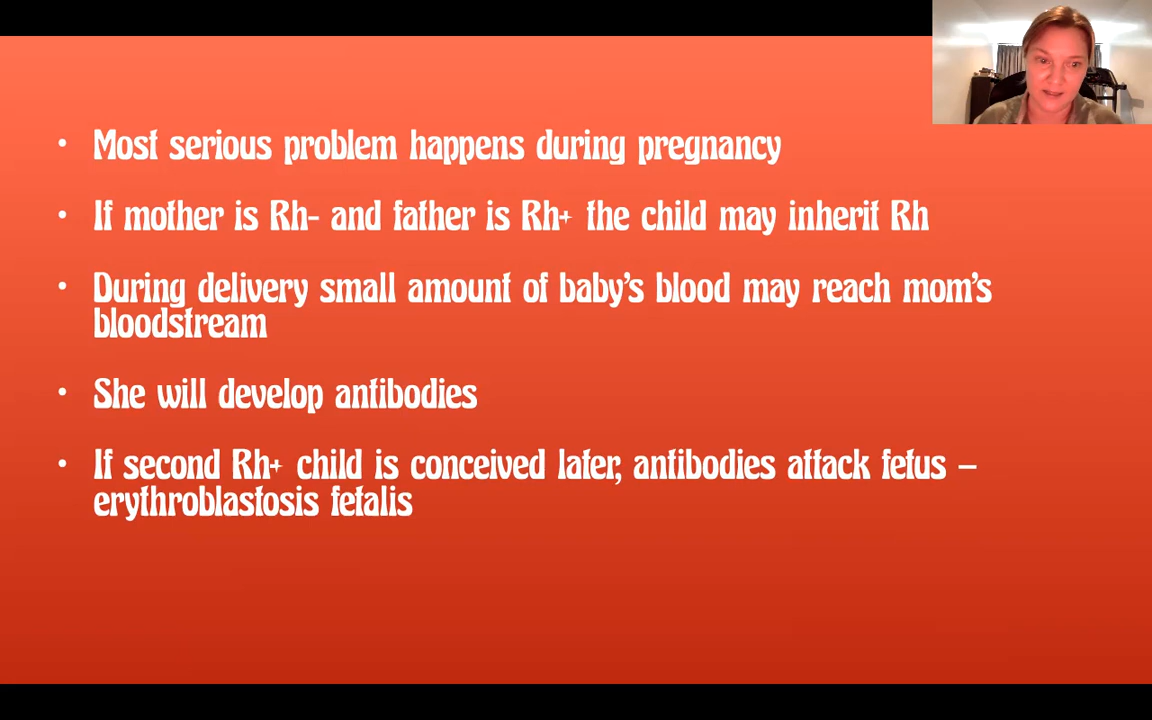 • Most serious problem happens during pregnancy
• If mother is Rh- and father is Rh+ the child may inherit Rh
• During delivery small amount of baby's blood may reach mom's
bloodstream
• She will develop antibodies
• If second Rh+ child is conceived later, antibodies attack fetus –
erythroblastosis fetalis